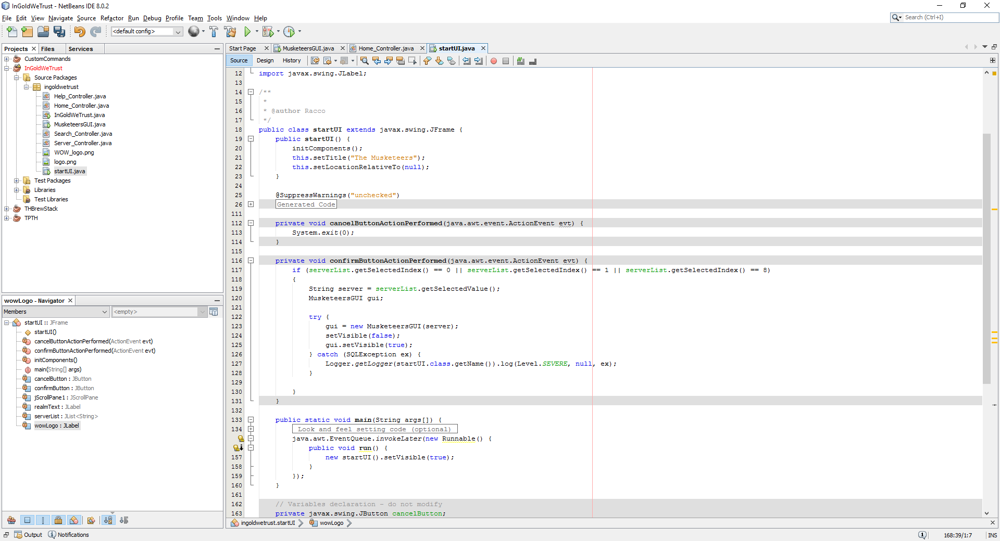 InGoldWeTrust - NetBeans IDE 8.0.2
File Edit View Navigate Source Refactor Run Debug Profile Team Tools Window Help
Search (Ctrl+I)
<default config>
Projects Files Services
CustomCommands
InGoldWeTrust
Source Packages
ingoldwetrust
Help_Controller.java
Home_Controller.java
InGoldWeTrust.java
MusketeersGUI.java
Search_Controller.java
Server_Controller.java
WOW_logo.png
logo.png
startUI.java
Test Packages
Libraries
Test Libraries
THBrewStack
TPTH
wowLogo - Navigator
Members <empty>
startUI :: JFrame
startUI()
cancelButtonActionPerformed(ActionEvent evt)
confirmButtonActionPerformed(ActionEvent evt)
initComponents()
main(String[] args)
cancelButton : JButton
confirmButton : JButton
jScrollPane1 : JScrollPane
realmText : JLabel
serverList : JList<String>
wowLogo : JLabel
Start Page MusketeersGUI.java Home_Controller.java startUI.java
Source Design History
12 import javax.swing.JLabel;
13
14 /**
15 *
16 * @author Racco
17 */
18 public class startUI extends javax.swing.JFrame {
19 public startUI() {
20 initComponents();
21 this.setTitle("The Musketeers");
22 this.setLocationRelativeTo(null);
23 }
24
25 @SuppressWarnings("unchecked")
26 Generated Code
111
112 private void cancelButtonActionPerformed(java.awt.event.ActionEvent evt) {
113 System.exit(0);
114 }
115
116 private void confirmButtonActionPerformed(java.awt.event.ActionEvent evt) {
117 if (serverList.getSelectedIndex() == 0 || serverList.getSelectedIndex() == 1 || serverList.getSelectedIndex() == 8)
118 {
119 String server = serverList.getSelectedValue();
120 MusketeersGUI gui;
121
122 try {
123 gui = new MusketeersGUI(server);
124 setVisible(false);
125 gui.setVisible(true);
126 } catch (SQLException ex) {
127 Logger.getLogger(startUI.class.getName()).log(Level.SEVERE, null, ex);
128 }
129
130 }
131 }
132
133 public static void main(String args[]) {
134 Look and feel setting code (optional)
java.awt.EventQueue.invokeLater(new Runnable() {
public void run() {
157 new startUI().setVisible(true);
158 }
159 });
160 }
161
162 // Variables declaration - do not modify
163 private javax.swing.JButton cancelButton;
ingoldwetrust.startUI wowLogo
Output Notifications
1 168:39/1:7 INS